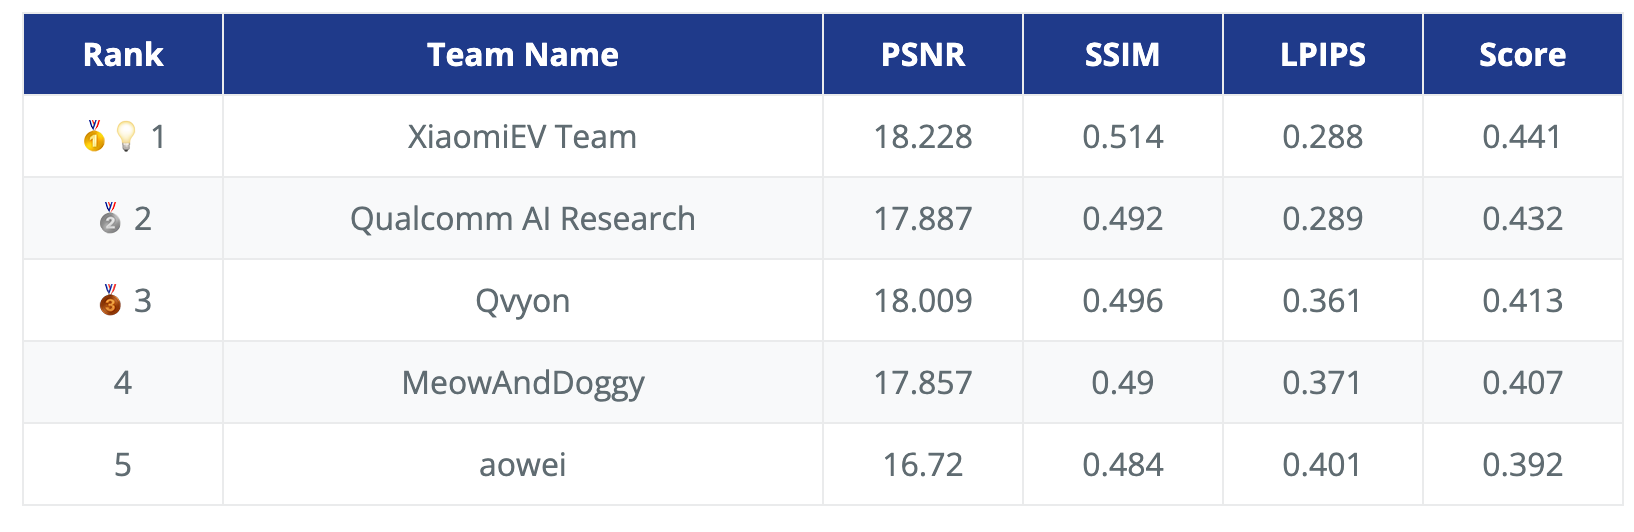 Rank Team Name PSNR SSIM LPIPS Score
1 XiaomiEV Team 18.228 0.514 0.288 0.441
2 Qualcomm AI Research 17.887 0.492 0.289 0.432
3 Qvyon 18.009 0.496 0.361 0.413
4 MeowAndDoggy 17.857 0.49 0.371 0.407
5 aowei 16.72 0.484 0.401 0.392